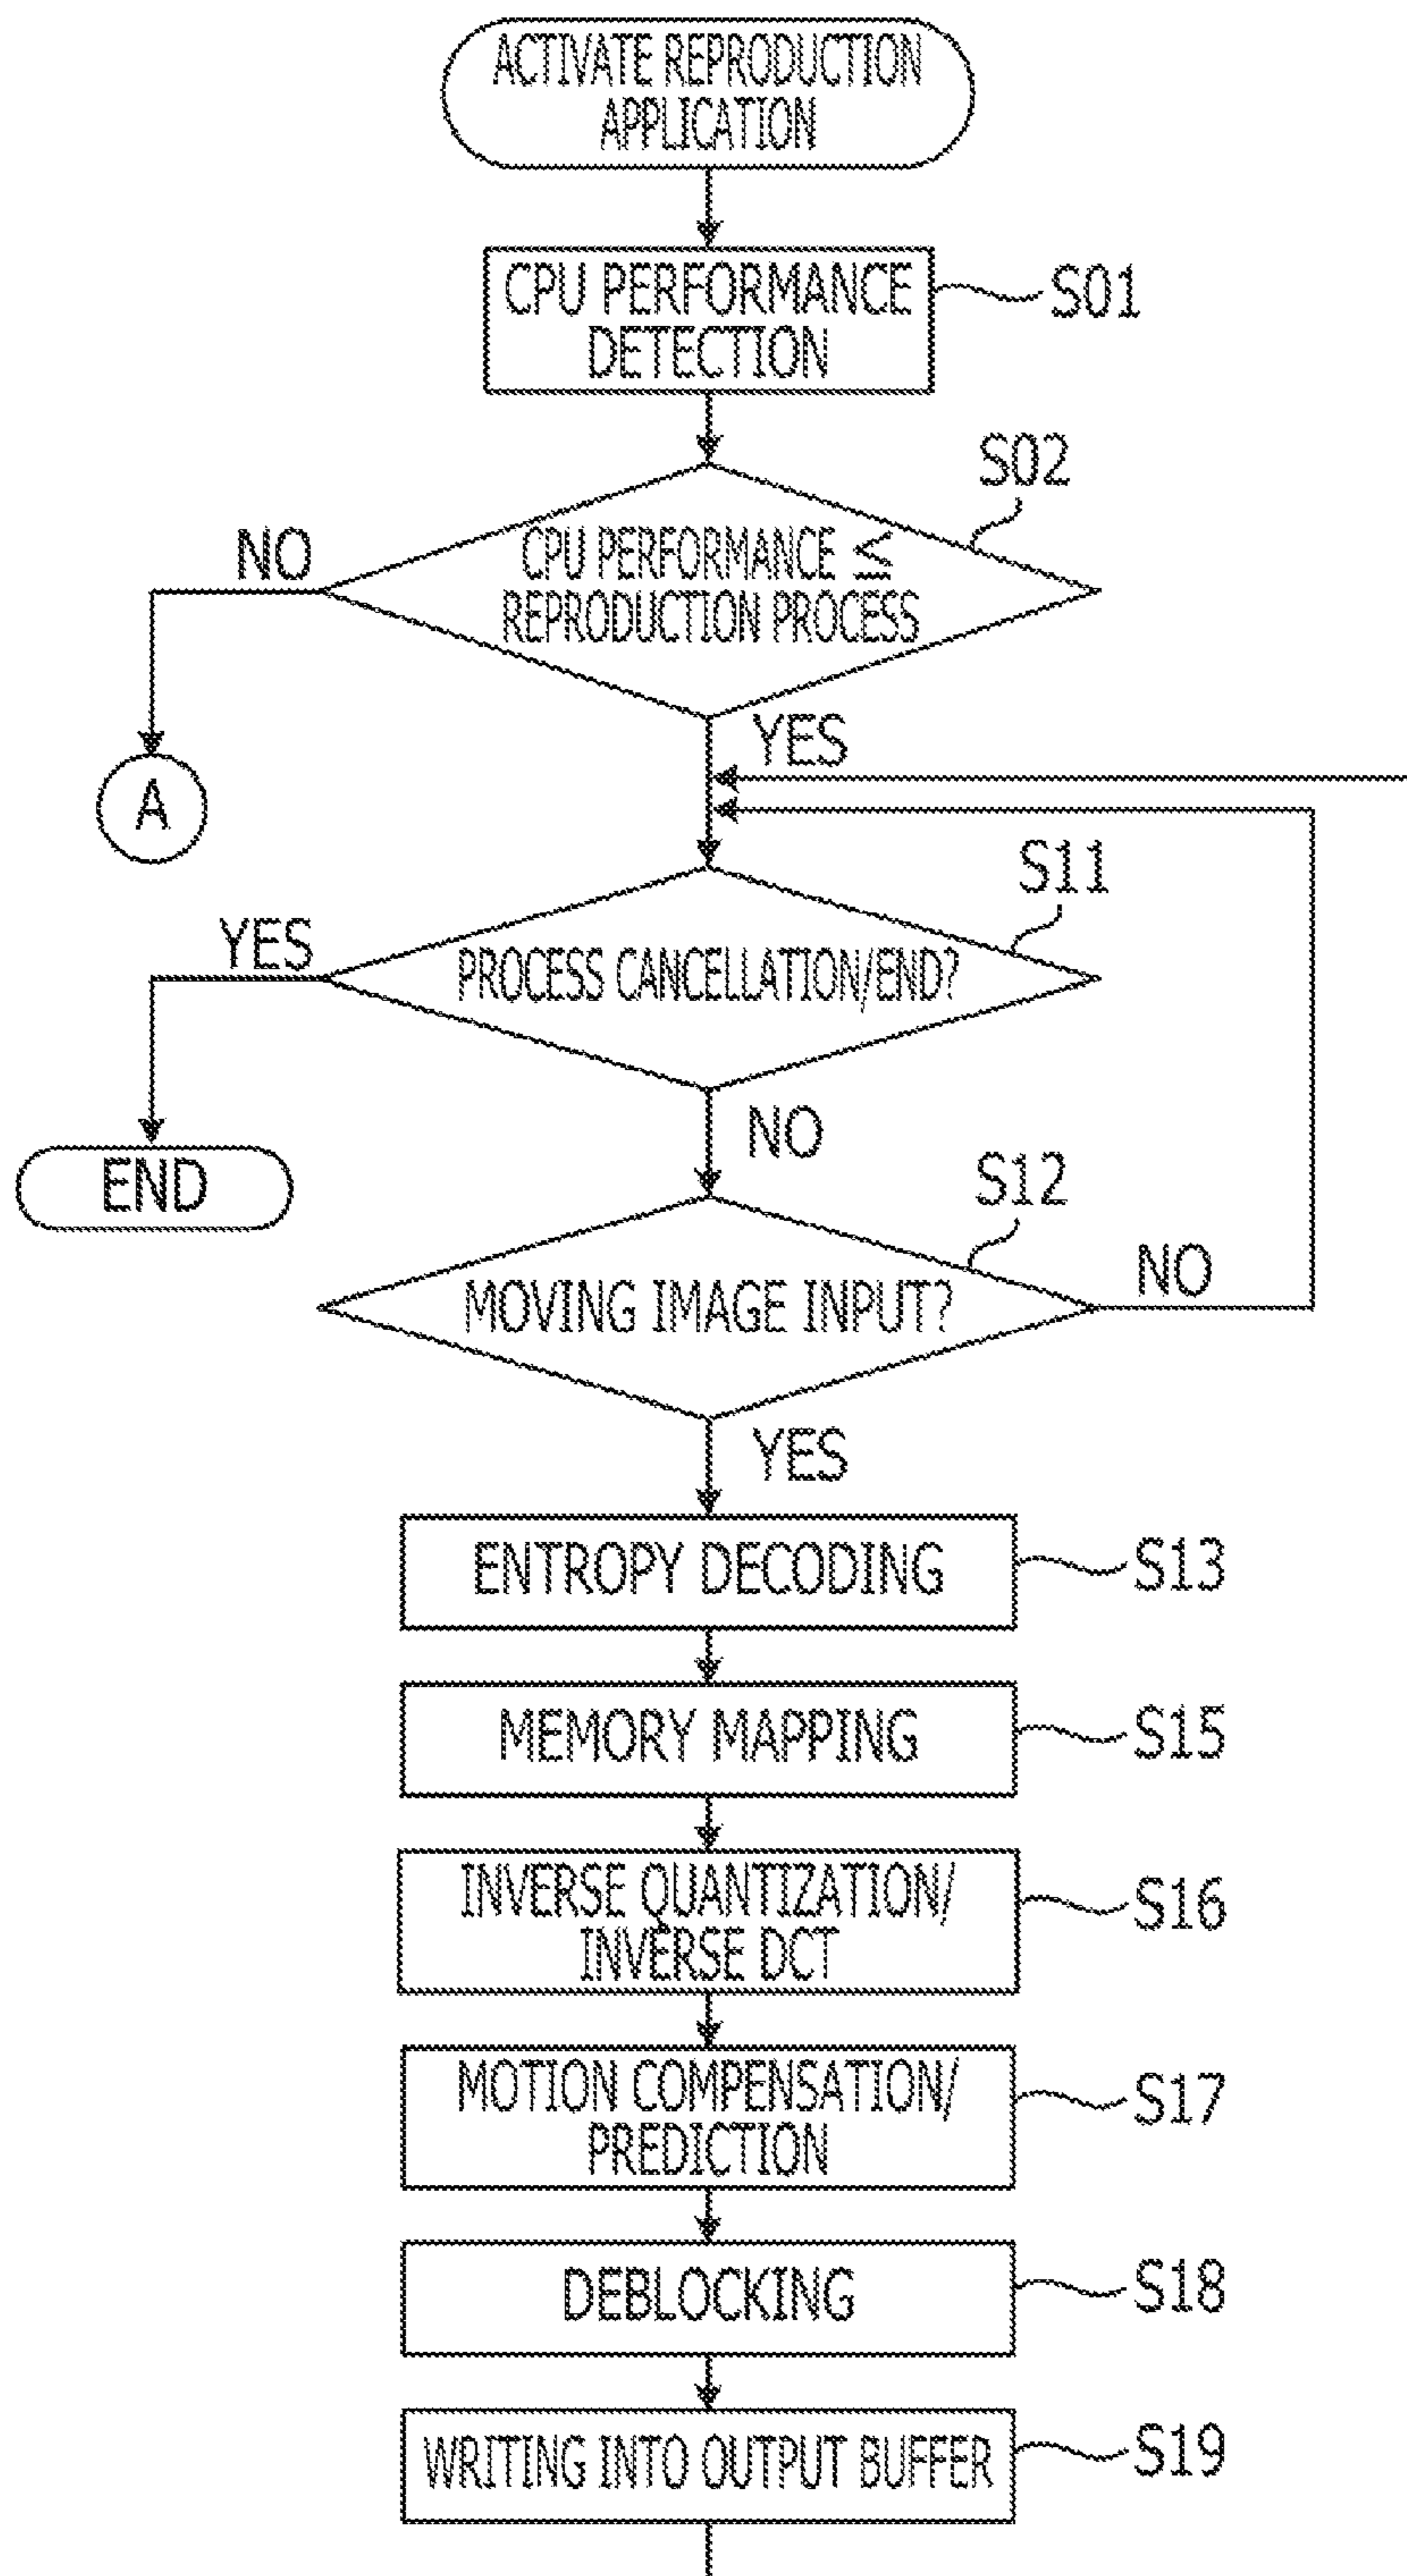 ACTIVATE REPRODUCTION
APPLICATION
CPU PERFORMANCE
DETECTION
S01
S02
NO
CPU PERFORMANCE ≦
REPRODUCTION PROCESS
YES
A
S11
YES
PROCESS CANCELLATION/END?
NO
END
S12
MOVING IMAGE INPUT?
NO
YES
ENTROPY DECODING
S13
MEMORY MAPPING
S15
INVERSE QUANTIZATION/
INVERSE DCT
S16
MOTION COMPENSATION/
PREDICTION
S17
DEBLOCKING
S18
WRITING INTO OUTPUT BUFFER
S19